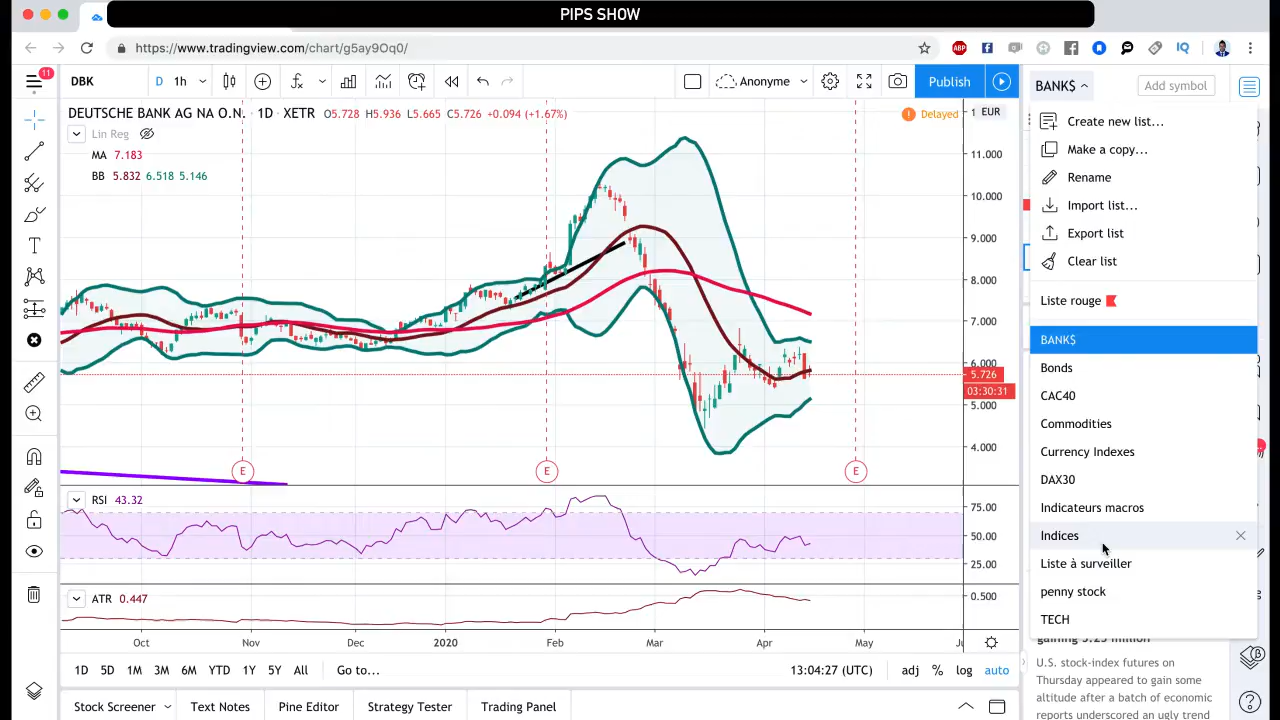 PIPS SHOW
https://www.tradingview.com/chart/g5ay9Oq0/
ABP
IQ
11
DBK
D 1h
Anonyme
Publish
BANK$
Add symbol
DEUTSCHE BANK AG NA O.N. · 1D · XETR O5.728 H5.936 L5.665 C5.726 +0.094 (+1.67%)
Delayed
EUR
Lin Reg
MA 7.183
BB 5.832 6.518 5.146
11.000
10.000
9.000
8.000
7.000
6.000
5.726
03:30:31
5.000
4.000
E
E
E
RSI 43.32
75.00
50.00
25.00
ATR 0.447
0.500
Oct Nov Dec 2020 Feb Mar Apr May
1D 5D 1M 3M 6M YTD 1Y 5Y All Go to...
13:04:27 (UTC) adj % log auto
Stock Screener Text Notes Pine Editor Strategy Tester Trading Panel
Create new list...
Make a copy...
Rename
Import list...
Export list
Clear list
Liste rouge
BANK$
Bonds
CAC40
Commodities
Currency Indexes
DAX30
Indicateurs macros
Indices
Liste à surveiller
penny stock
TECH
gaining 5.25 million
U.S. stock-index futures on
Thursday appeared to gain some
altitude after a batch of economic
reports underscored an ugly trend